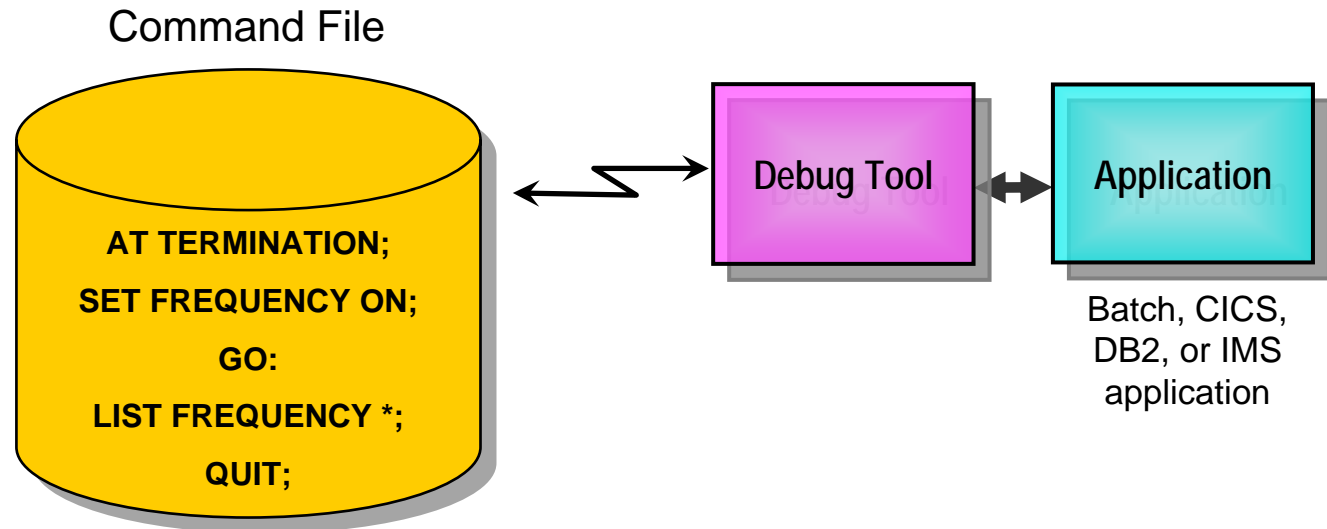 Command File
AT TERMINATION;
SET FREQUENCY ON;
GO:
LIST FREQUENCY *;
QUIT;
Debug Tool
Application
Batch, CICS,
DB2, or IMS
application